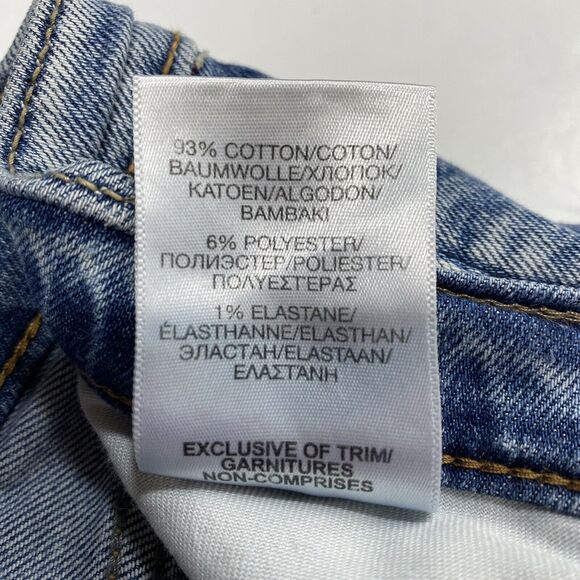 93% COTTON/COTON/
BAUMWOLLE/ХЛОПОК/
KATOEN/ALGODON/
BAMBAKI
6% POLYESTER/
ПОЛИЭСТЕР/POLIESTER/
ΠΟΛΥΕΣΤΕΡΑΣ
1% ELASTANE/
ÉLASTHANNE/ELASTHAN/
ЭЛАСТАН/ELASTAAN/
ΕΛΑΣΤΑΝΗ
EXCLUSIVE OF TRIM/
GARNITURES
NON-COMPRISES